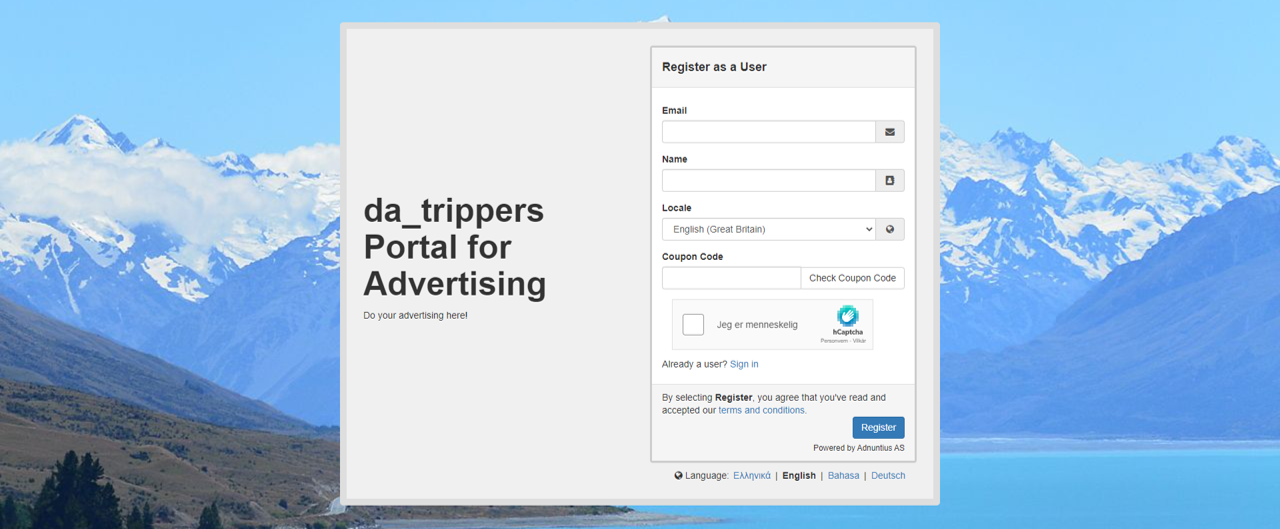 da_trippers
Portal for
Advertising
Do your advertising here!
Register as a User
Email
Name
Locale
English (Great Britain)
Coupon Code
Check Coupon Code
Jeg er menneskelig
hCaptcha
Personvern - Vilkår
Already a user? Sign in
By selecting Register, you agree that you've read and
accepted our terms and conditions.
Register
Powered by Adnuntius AS
Language: Ελληνικά | English | Bahasa | Deutsch